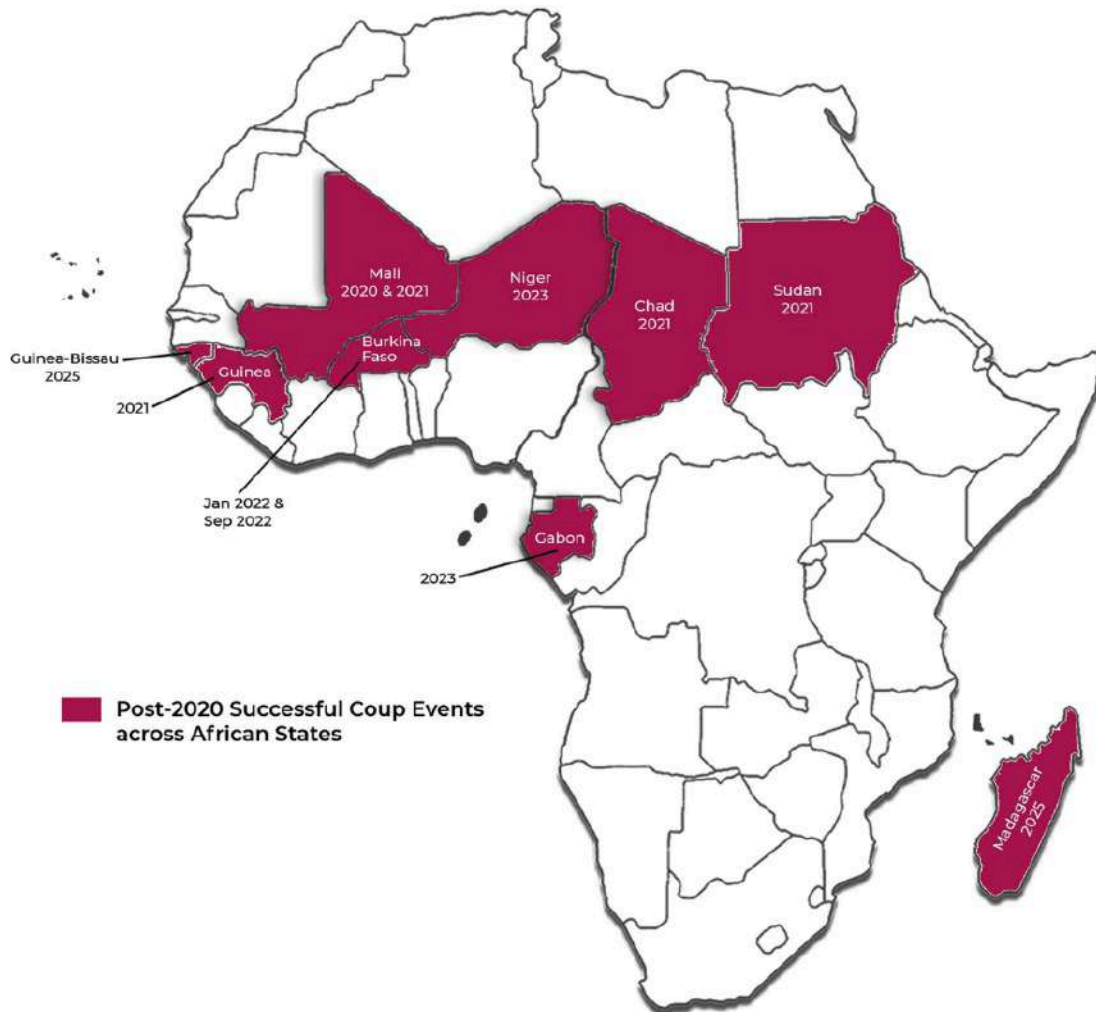 Mali
2020 & 2021
Niger
2023
Chad
2021
Sudan
2021
Burkina
Faso
Guinea-Bissau
2025
Guinea
2021
Jan 2022 &
Sep 2022
Gabon
2023
Post-2020 Successful Coup Events
across African States
Madagascar
2025